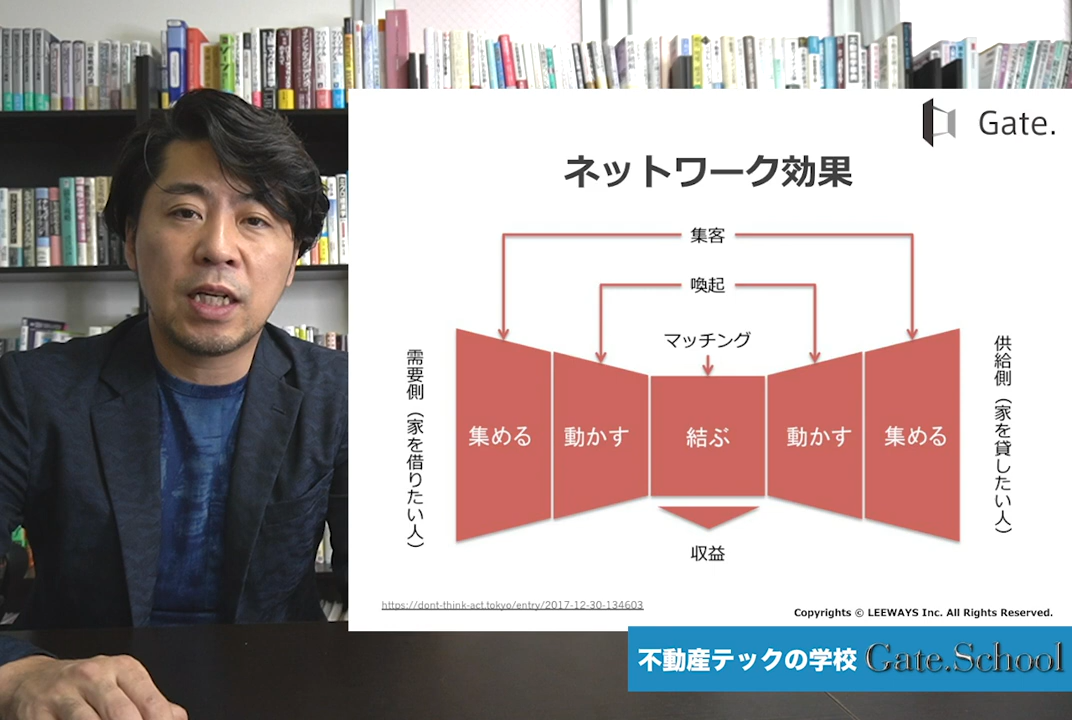 Gate.
ネットワーク効果
集客
喚起
マッチング
需要側（家を借りたい人）
集める
動かす
結ぶ
動かす
集める
供給側（家を貸したい人）
収益
https://dont-think-act.tokyo/entry/2017-12-30-134603
Copyrights © LEEWAYS Inc. All Rights Reserved.
不動産テックの学校 Gate.School